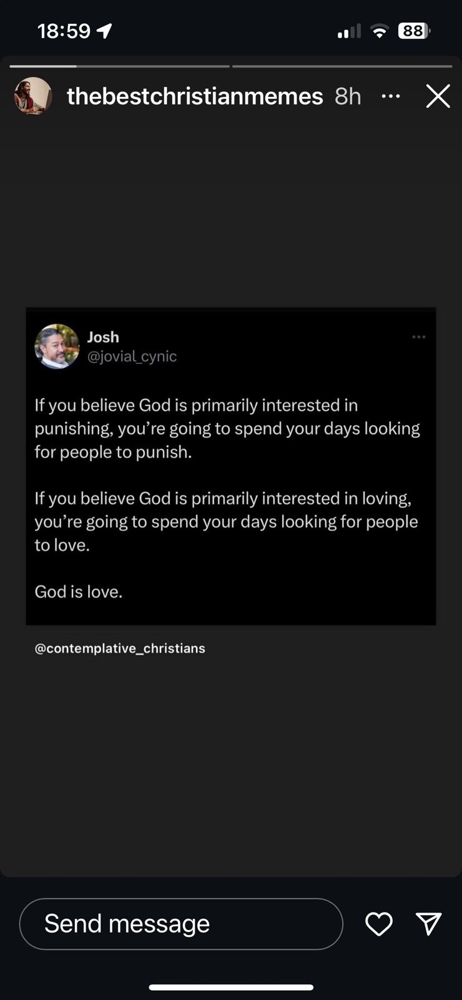 18:59
88
thebestchristianmemes 8h
Josh
@jovial_cynic
If you believe God is primarily interested in
punishing, you’re going to spend your days looking
for people to punish.
If you believe God is primarily interested in loving,
you’re going to spend your days looking for people
to love.
God is love.
@contemplative_christians
Send message